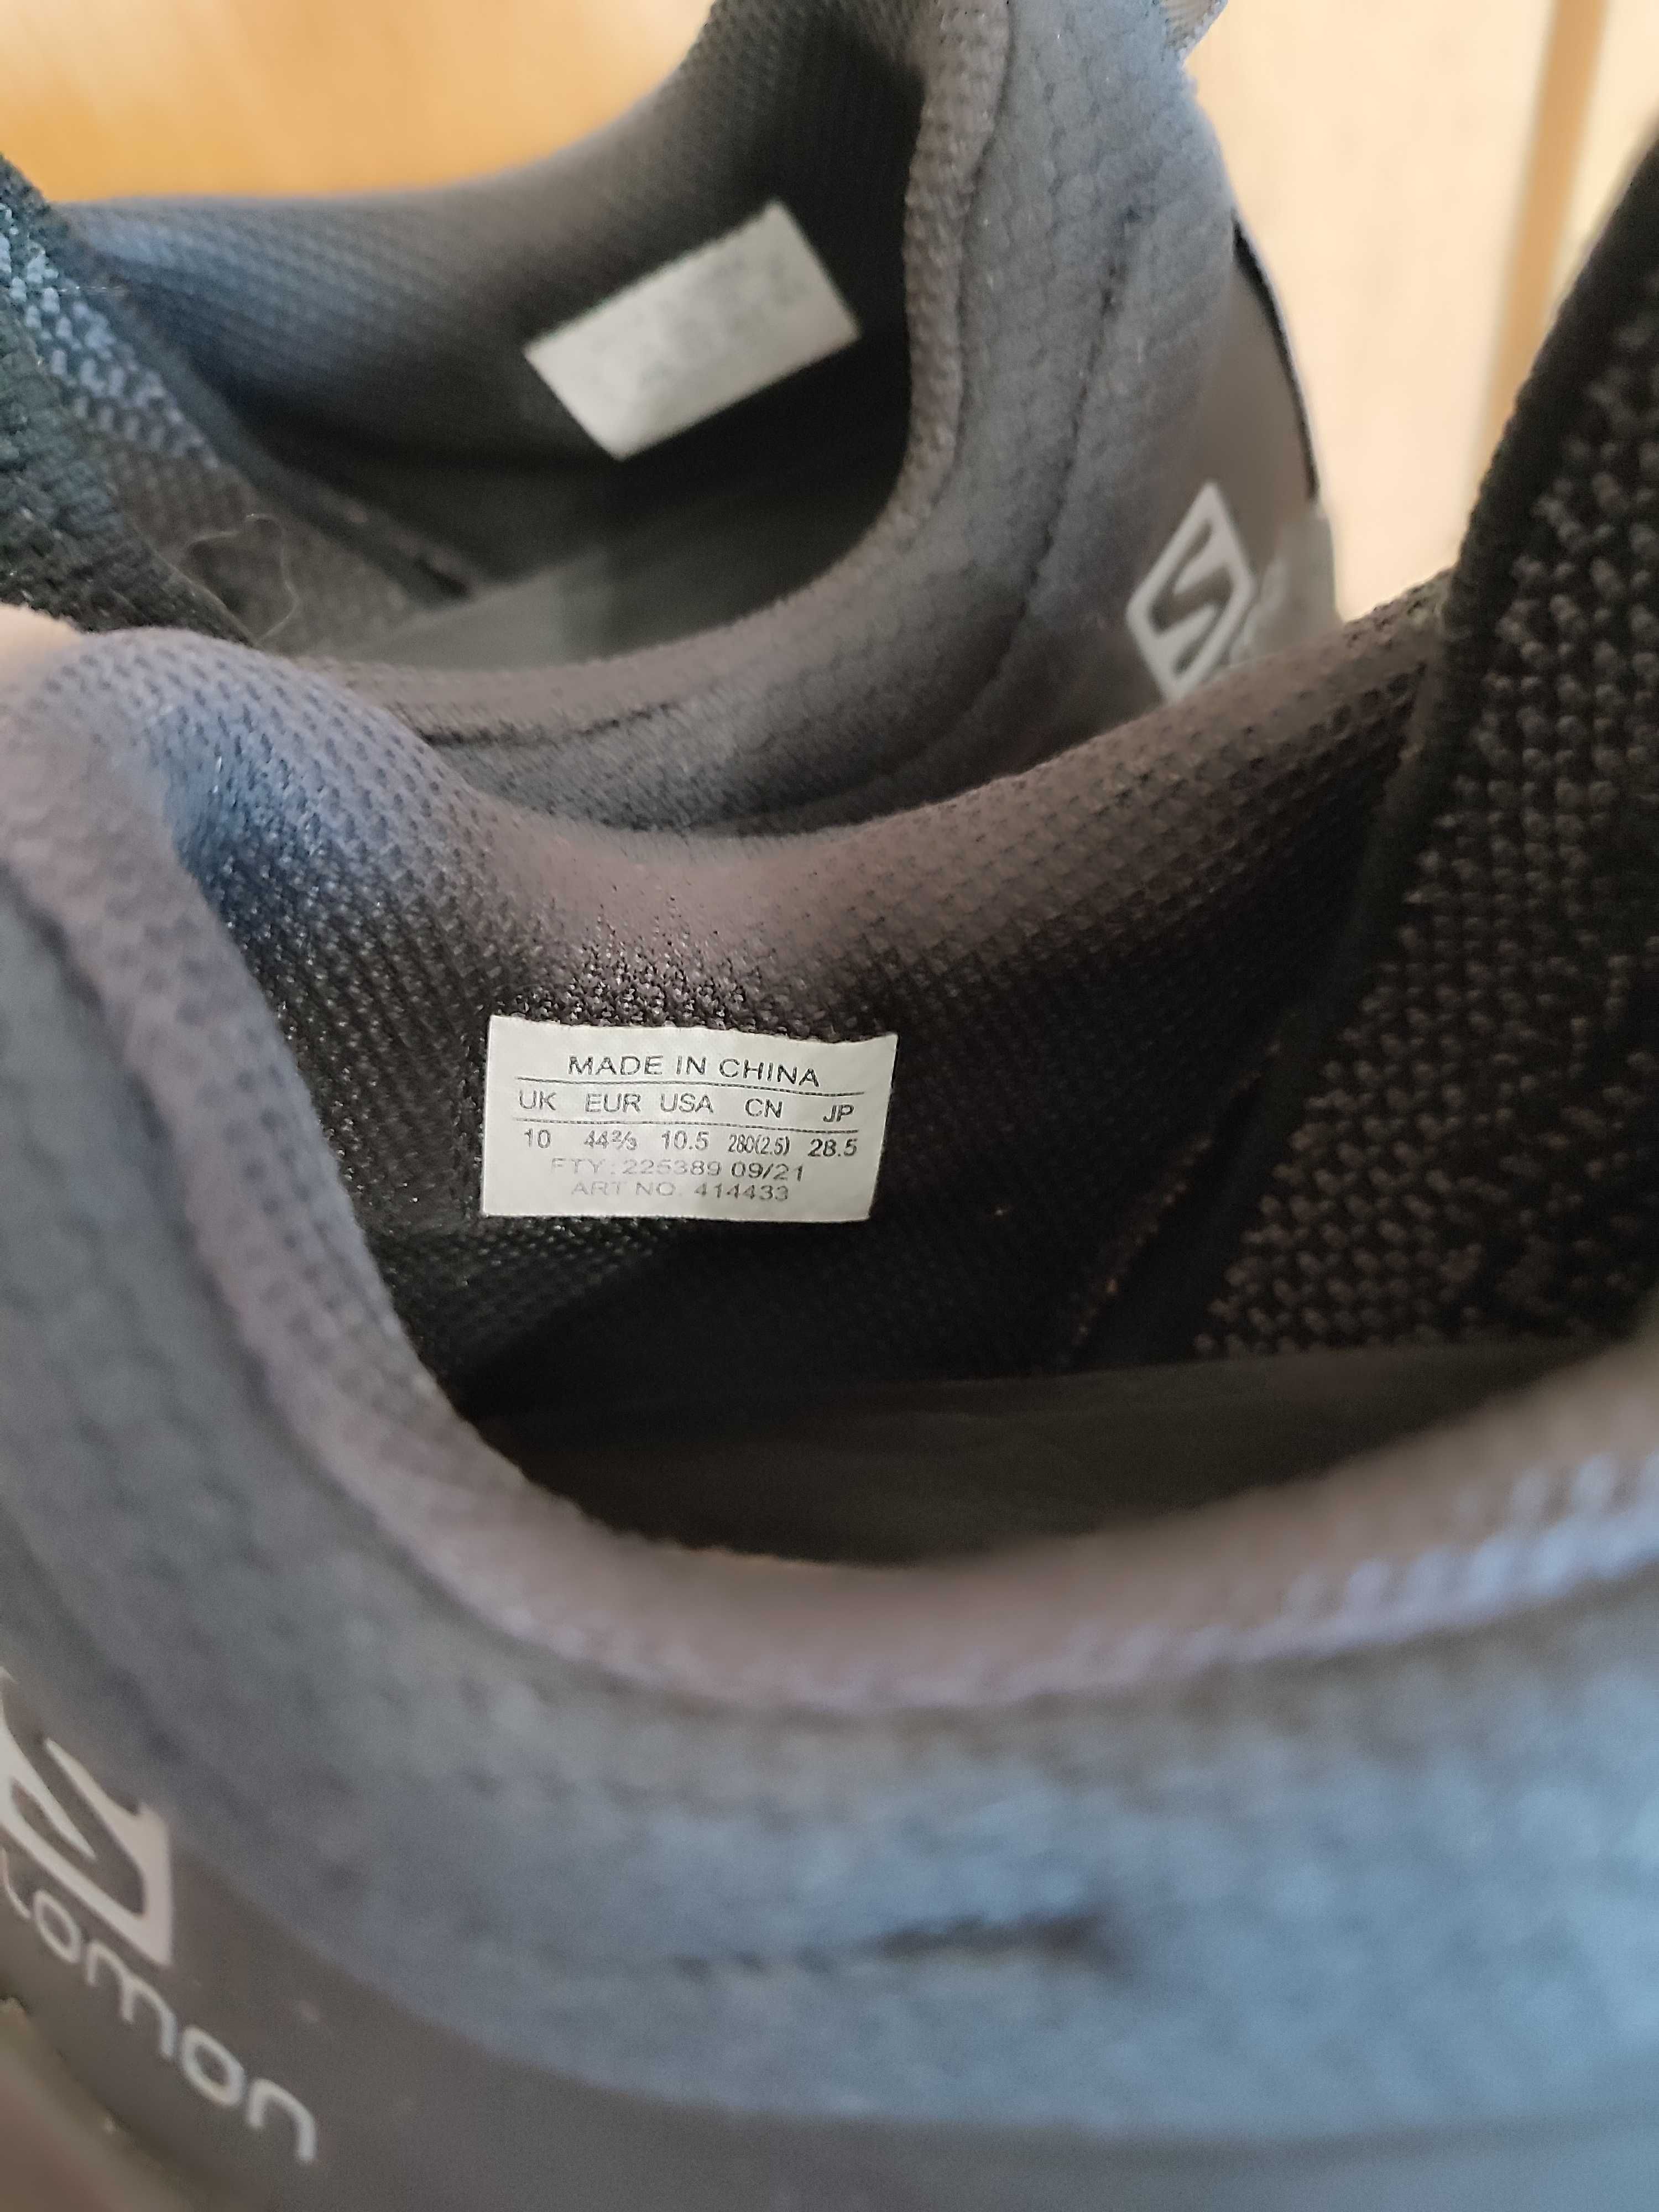 MADE IN CHINA
UK EUR USA CN JP
10 44⅔ 10.5 280(2.5) 28.5
FTY: 225389 09/21
ART NO. 414433
salomon